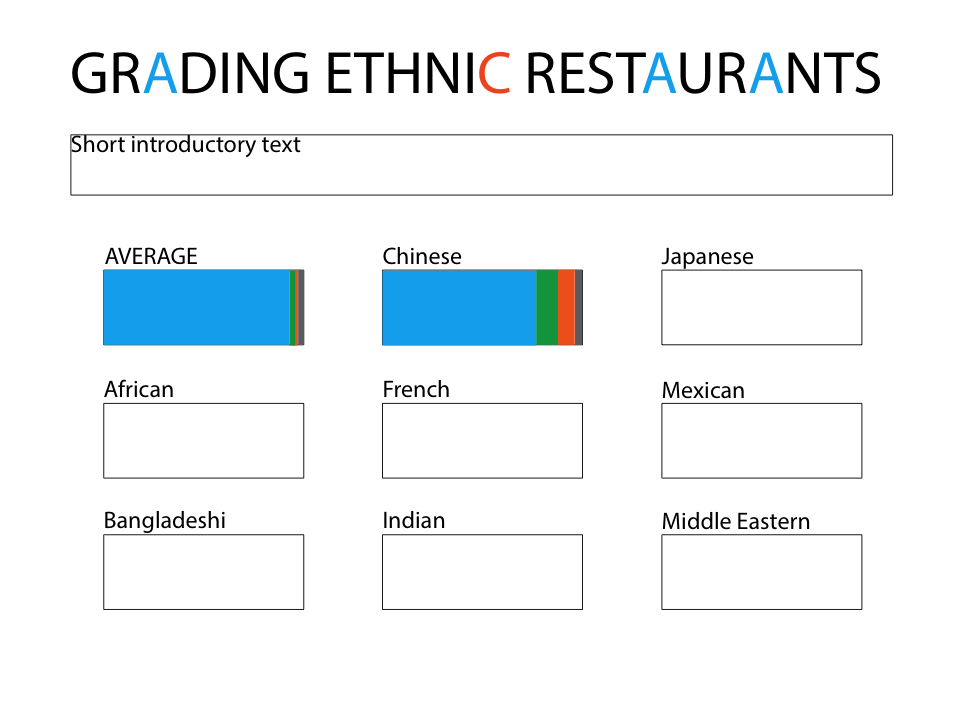 GRADING ETHNIC RESTAURANTS
Short introductory text
AVERAGE
Chinese
Japanese
African
French
Mexican
Bangladeshi
Indian
Middle Eastern